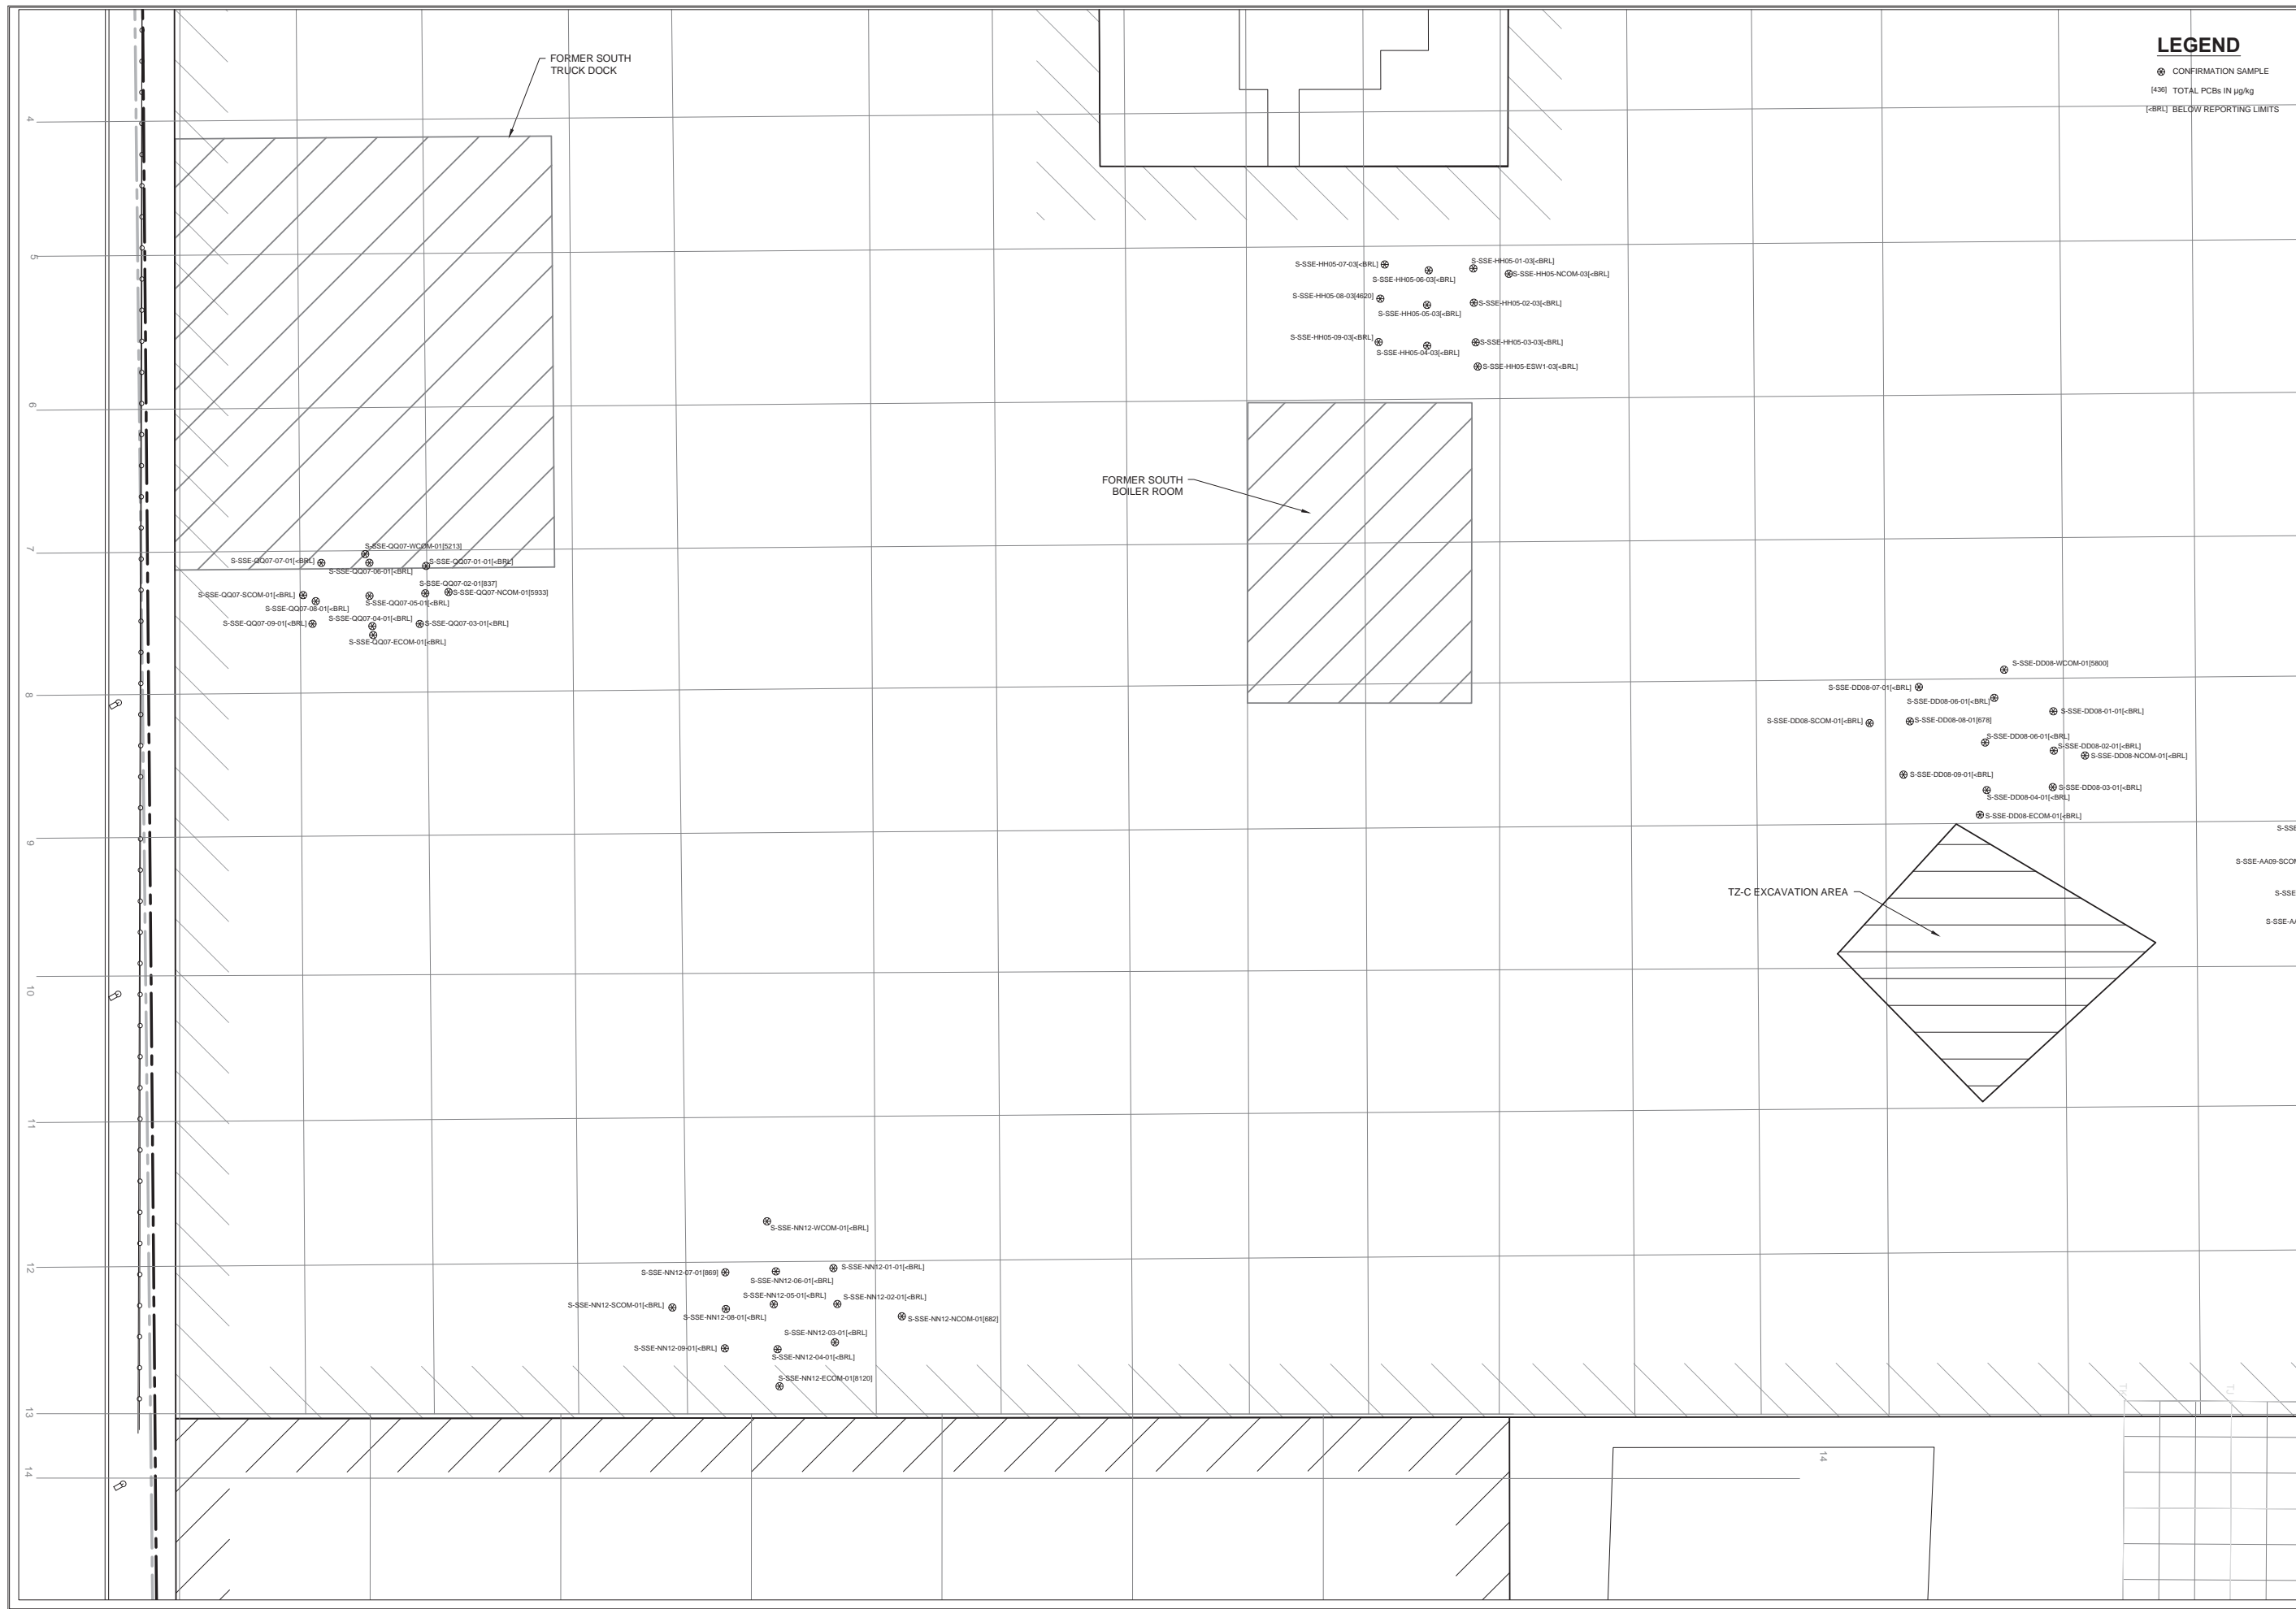 LEGEND
CONFIRMATION SAMPLE
[436] TOTAL PCBs IN µg/kg
[<BRL] BELOW REPORTING LIMITS
FORMER SOUTH
TRUCK DOCK
4
5
6
7
8
9
10
11
12
13
14
S-SSE-HH05-07-03[<BRL]
S-SSE-HH05-01-03[<BRL]
S-SSE-HH05-06-03[<BRL]
S-SSE-HH05-NCOM-03[<BRL]
S-SSE-HH05-08-03[4620]
S-SSE-HH05-02-03[<BRL]
S-SSE-HH05-05-03[<BRL]
S-SSE-HH05-09-03[<BRL]
S-SSE-HH05-03-03[<BRL]
S-SSE-HH05-04-03[<BRL]
S-SSE-HH05-ESW1-03[<BRL]
FORMER SOUTH
BOILER ROOM
S-SSE-QQ07-WCOM-01[5213]
S-SSE-QQ07-07-01[<BRL]
S-SSE-QQ07-01-01[<BRL]
S-SSE-QQ07-06-01[<BRL]
S-SSE-QQ07-02-01[837]
S-SSE-QQ07-NCOM-01[5933]
S-SSE-QQ07-SCOM-01[<BRL]
S-SSE-QQ07-05-01[<BRL]
S-SSE-QQ07-08-01[<BRL]
S-SSE-QQ07-04-01[<BRL]
S-SSE-QQ07-09-01[<BRL]
S-SSE-QQ07-03-01[<BRL]
S-SSE-QQ07-ECOM-01[<BRL]
S-SSE-DD08-WCOM-01[5800]
S-SSE-DD08-07-01[<BRL]
S-SSE-DD08-06-01[<BRL]
S-SSE-DD08-01-01[<BRL]
S-SSE-DD08-SCOM-01[<BRL]
S-SSE-DD08-08-01[678]
S-SSE-DD08-06-01[<BRL]
S-SSE-DD08-02-01[<BRL]
S-SSE-DD08-NCOM-01[<BRL]
S-SSE-DD08-09-01[<BRL]
S-SSE-DD08-03-01[<BRL]
S-SSE-DD08-04-01[<BRL]
S-SSE-DD08-ECOM-01[<BRL]
S-SSE
S-SSE-AA09-SCOM
S-SSE
S-SSE-AA
TZ-C EXCAVATION AREA
S-SSE-NN12-WCOM-01[<BRL]
S-SSE-NN12-07-01[869]
S-SSE-NN12-01-01[<BRL]
S-SSE-NN12-06-01[<BRL]
S-SSE-NN12-05-01[<BRL]
S-SSE-NN12-02-01[<BRL]
S-SSE-NN12-SCOM-01[<BRL]
S-SSE-NN12-08-01[<BRL]
S-SSE-NN12-NCOM-01[682]
S-SSE-NN12-03-01[<BRL]
S-SSE-NN12-09-01[<BRL]
S-SSE-NN12-04-01[<BRL]
S-SSE-NN12-ECOM-01[8120]
14